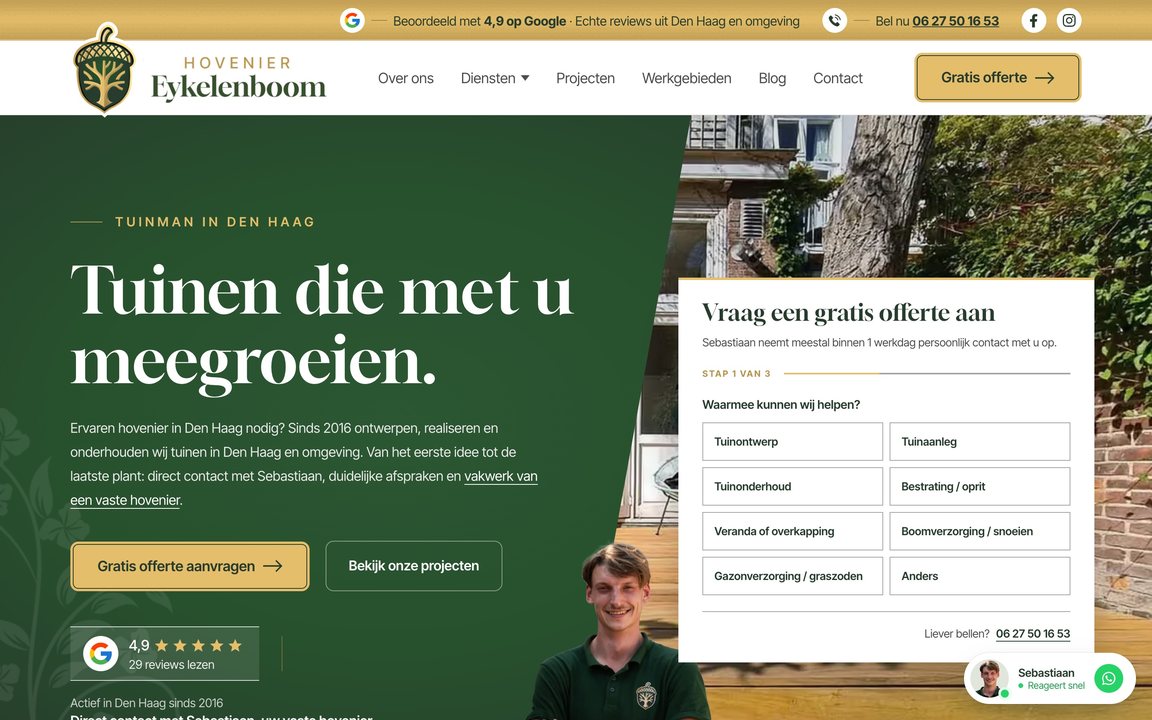 Beoordeeld met 4,9 op Google · Echte reviews uit Den Haag en omgeving
Bel nu 06 27 50 16 53
HOVENIER
Eykelenboom
Over ons
Diensten
Projecten
Werkgebieden
Blog
Contact
Gratis offerte
TUINMAN IN DEN HAAG
Tuinen die met u
meegroeien.
Ervaren hovenier in Den Haag nodig? Sinds 2016 ontwerpen, realiseren en
onderhouden wij tuinen in Den Haag en omgeving. Van het eerste idee tot de
laatste plant: direct contact met Sebastiaan, duidelijke afspraken en vakwerk van
een vaste hovenier.
Gratis offerte aanvragen
Bekijk onze projecten
4,9
29 reviews lezen
Actief in Den Haag sinds 2016
Direct contact met Sebastiaan, uw vaste hovenier
Vraag een gratis offerte aan
Sebastiaan neemt meestal binnen 1 werkdag persoonlijk contact met u op.
STAP 1 VAN 3
Waarmee kunnen wij helpen?
Tuinontwerp
Tuinaanleg
Tuinonderhoud
Bestrating / oprit
Veranda of overkapping
Boomverzorging / snoeien
Gazonverzorging / graszoden
Anders
Liever bellen? 06 27 50 16 53
Sebastiaan
Reageert snel